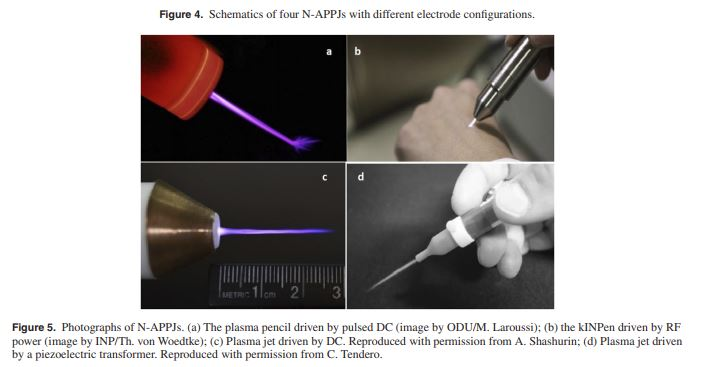 Figure 4. Schematics of four N-APPJs with different electrode configurations.
a
b
c
d
METRIC 1 cm 2 3
Figure 5. Photographs of N-APPJs. (a) The plasma pencil driven by pulsed DC (image by ODU/M. Laroussi); (b) the kINPen driven by RF
power (image by INP/Th. von Woedtke); (c) Plasma jet driven by DC. Reproduced with permission from A. Shashurin; (d) Plasma jet driven
by a piezoelectric transformer. Reproduced with permission from C. Tendero.